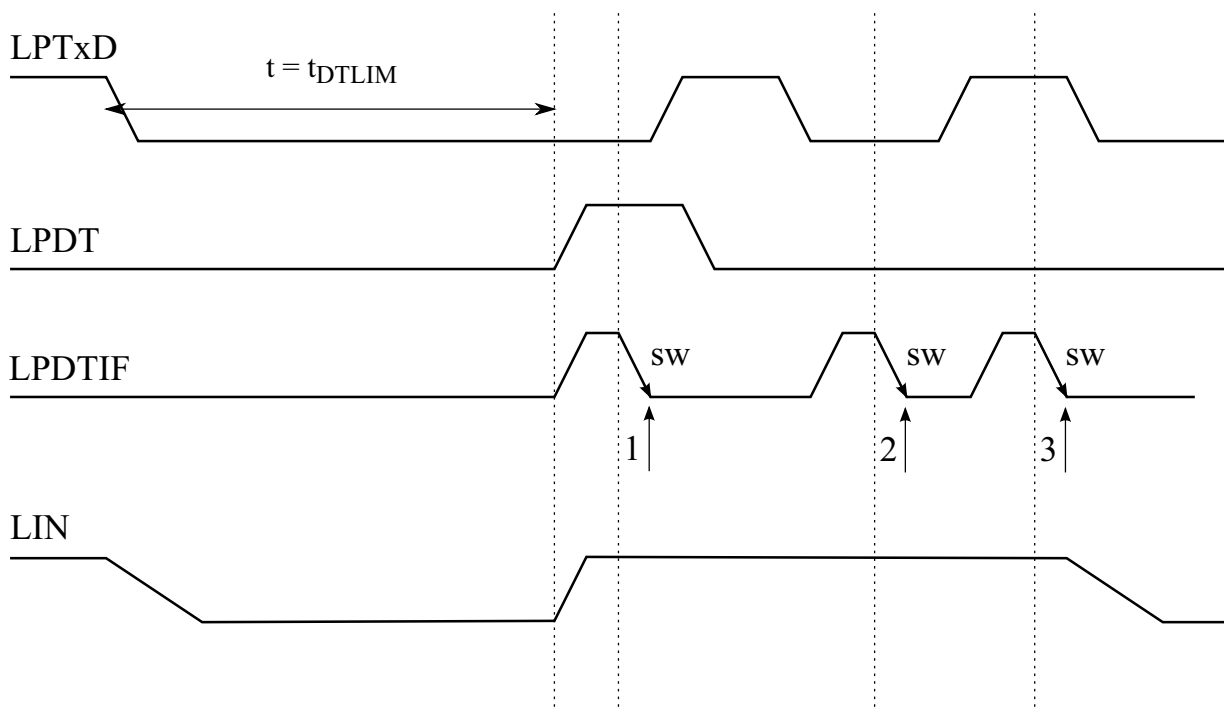 LPTxD
t = tDTLIM
LPDT
LPDTIF
sw
sw
sw
1
2
3
LIN